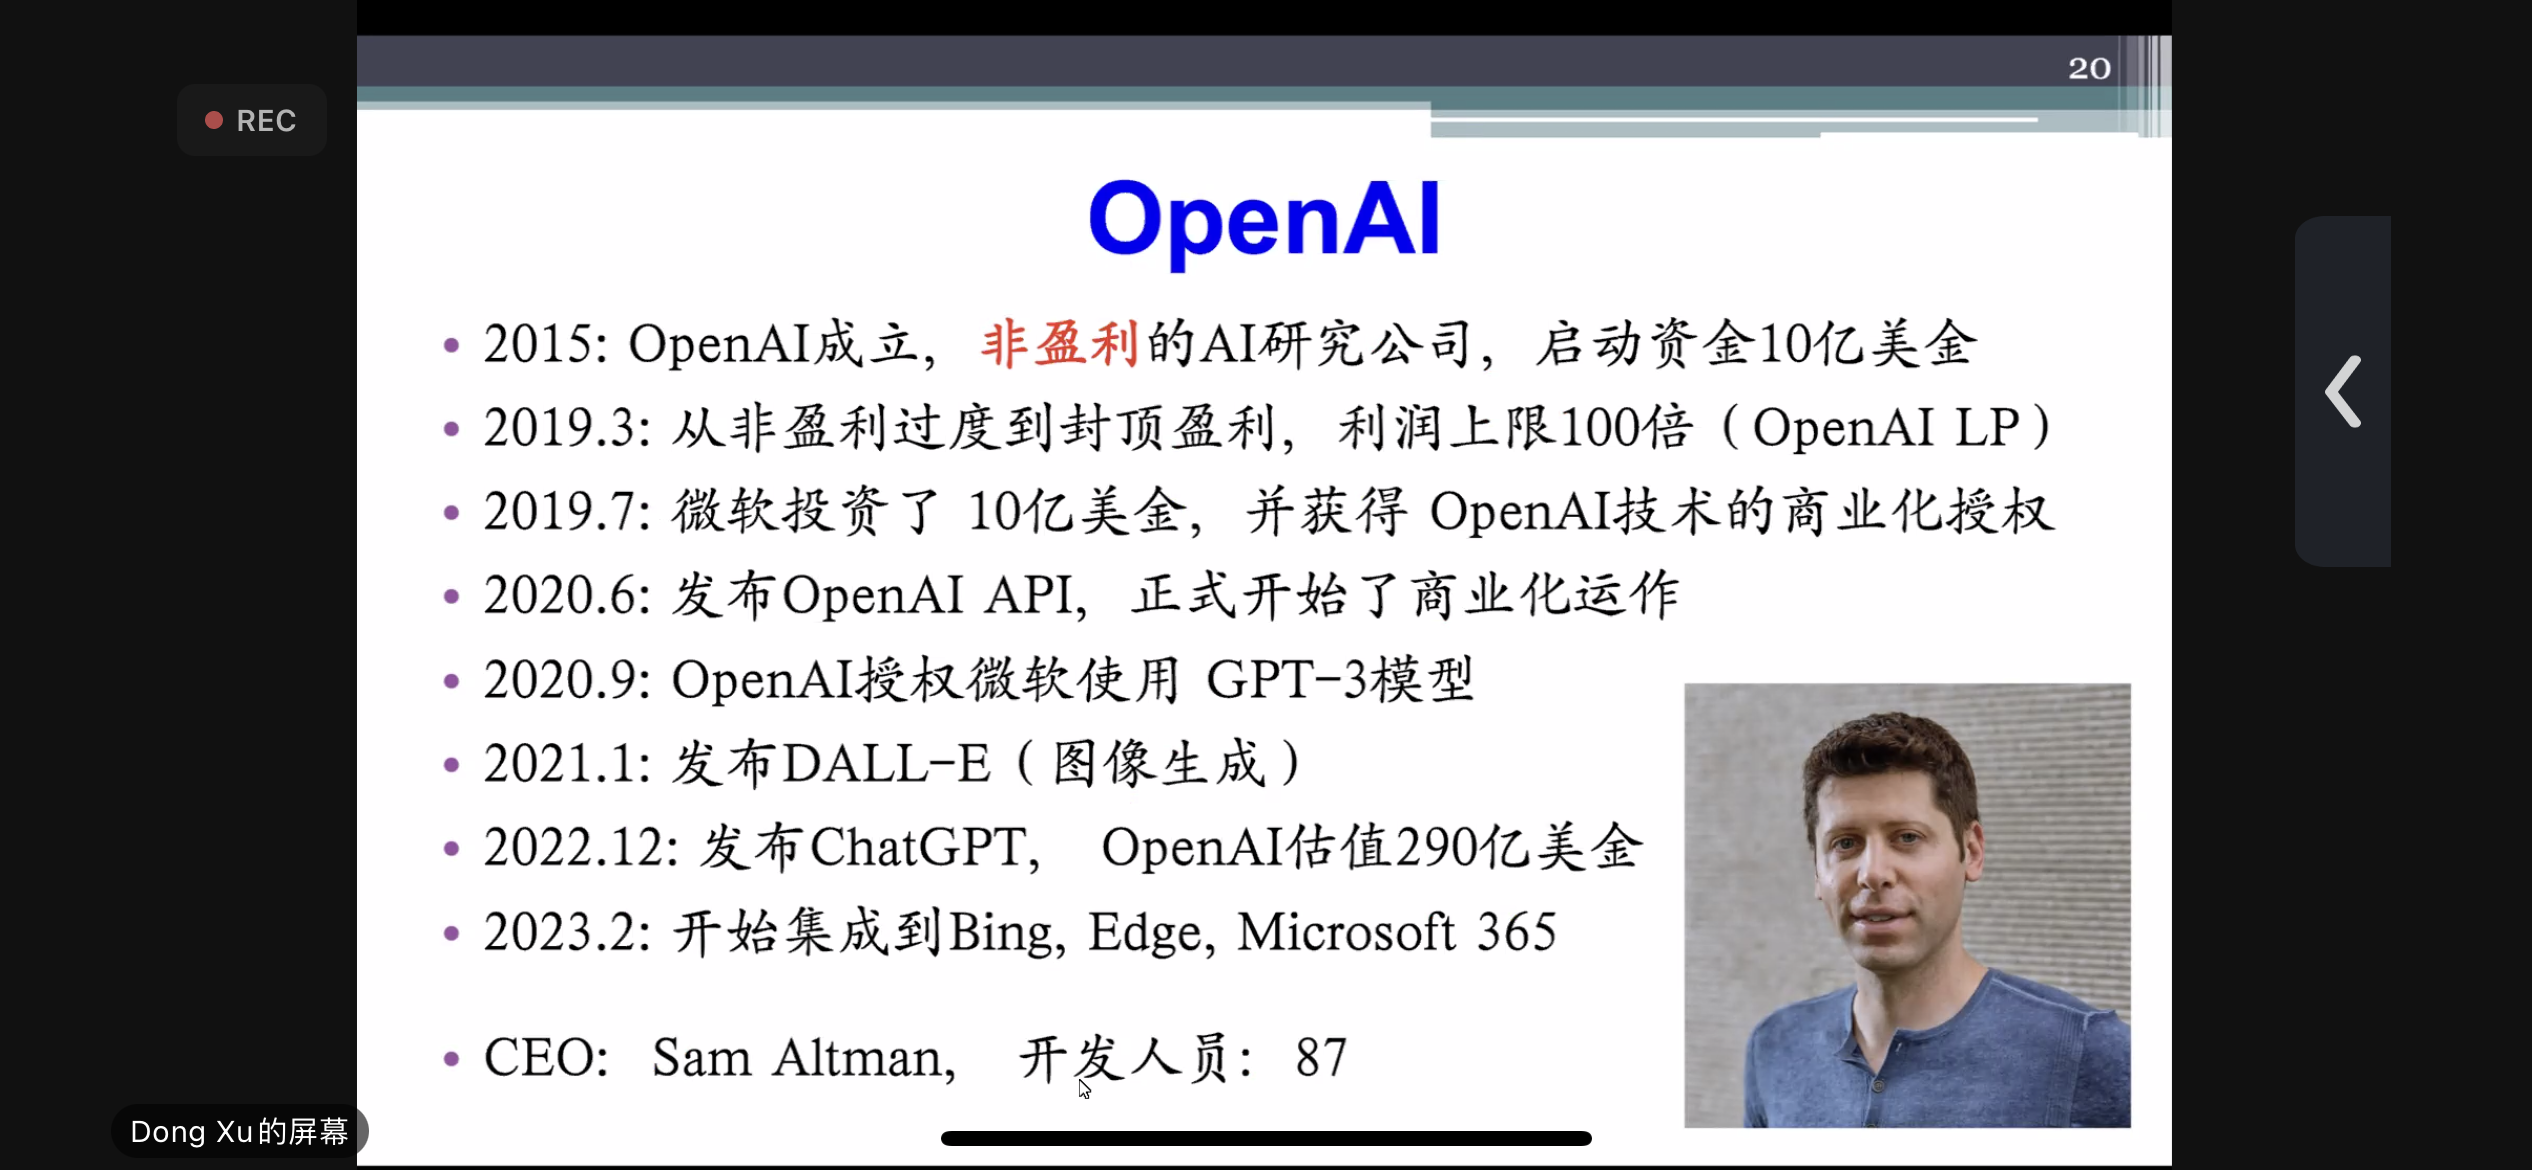 20
REC
OpenAI
• 2015: OpenAI成立，非盈利的AI研究公司，启动资金10亿美金
• 2019.3: 从非盈利过度到封顶盈利，利润上限100倍（OpenAI LP）
• 2019.7: 微软投资了 10亿美金，并获得 OpenAI技术的商业化授权
• 2020.6: 发布OpenAI API，正式开始了商业化运作
• 2020.9: OpenAI授权微软使用 GPT-3模型
• 2021.1: 发布DALL-E（图像生成）
• 2022.12: 发布ChatGPT， OpenAI估值290亿美金
• 2023.2: 开始集成到Bing, Edge, Microsoft 365
• CEO: Sam Altman, 开发人员: 87
Dong Xu的屏幕